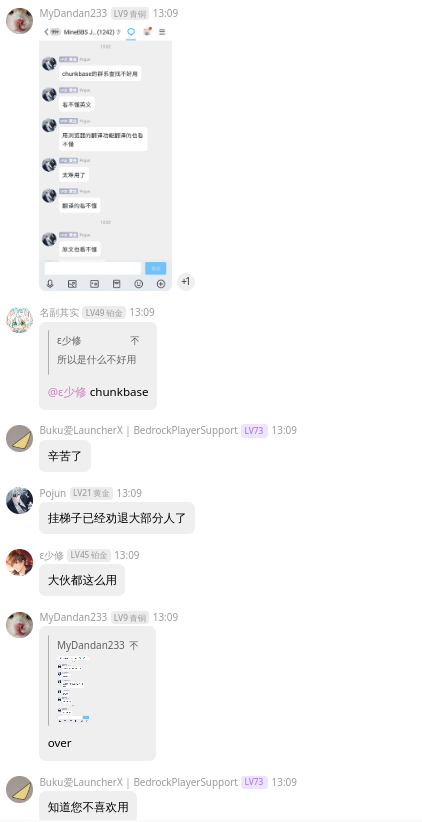 MyDandan233 LV9 青铜 13:09
MineBBS J...(1242)
13:02
Pojun
chunkbase的群系查找不好用
Pojun
看不懂英文
Pojun
用浏览器的翻译功能翻译的也看
不懂
Pojun
太难用了
Pojun
翻译的看不懂
13:03
Pojun
原文也看不懂
+1
名副其实 LV49 铂金 13:09
ε少修
所以是什么不好用
@ε少修 chunkbase
Buku爱LauncherX | BedrockPlayerSupport LV73 13:09
辛苦了
Pojun LV21 黄金 13:09
挂梯子已经劝退大部分人了
ε少修 LV45 铂金 13:09
大伙都这么用
MyDandan233 LV9 青铜 13:09
MyDandan233
over
Buku爱LauncherX | BedrockPlayerSupport LV73 13:09
知道您不喜欢用